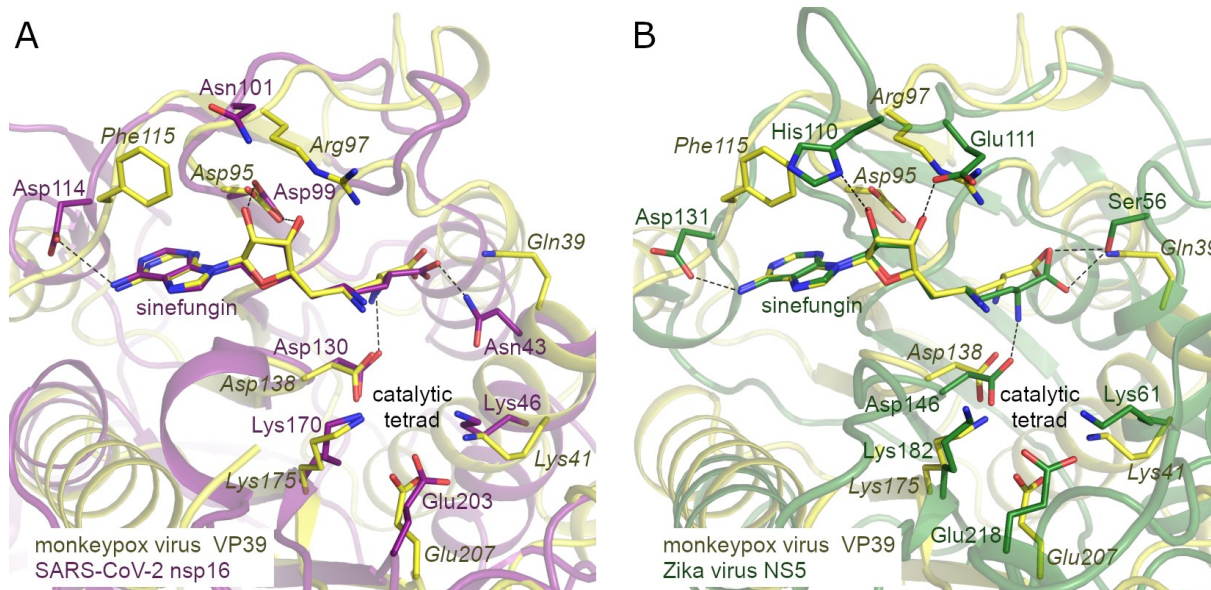 A
Asn101
Phe115
Arg97
Asp95
Asp99
Asp114
Gln39
sinefungin
Asn43
Asp130
Asp138
catalytic
tetrad
Lys46
Lys170
Lys41
Lys175
Glu203
Glu207
monkeypox virus VP39
SARS-CoV-2 nsp16
B
Arg97
His110
Glu111
Phe115
Asp95
Ser56
Asp131
Gln39
sinefungin
Asp138
catalytic
tetrad
Asp146
Lys61
Lys182
Lys41
Lys175
Glu218
Glu207
monkeypox virus VP39
Zika virus NS5